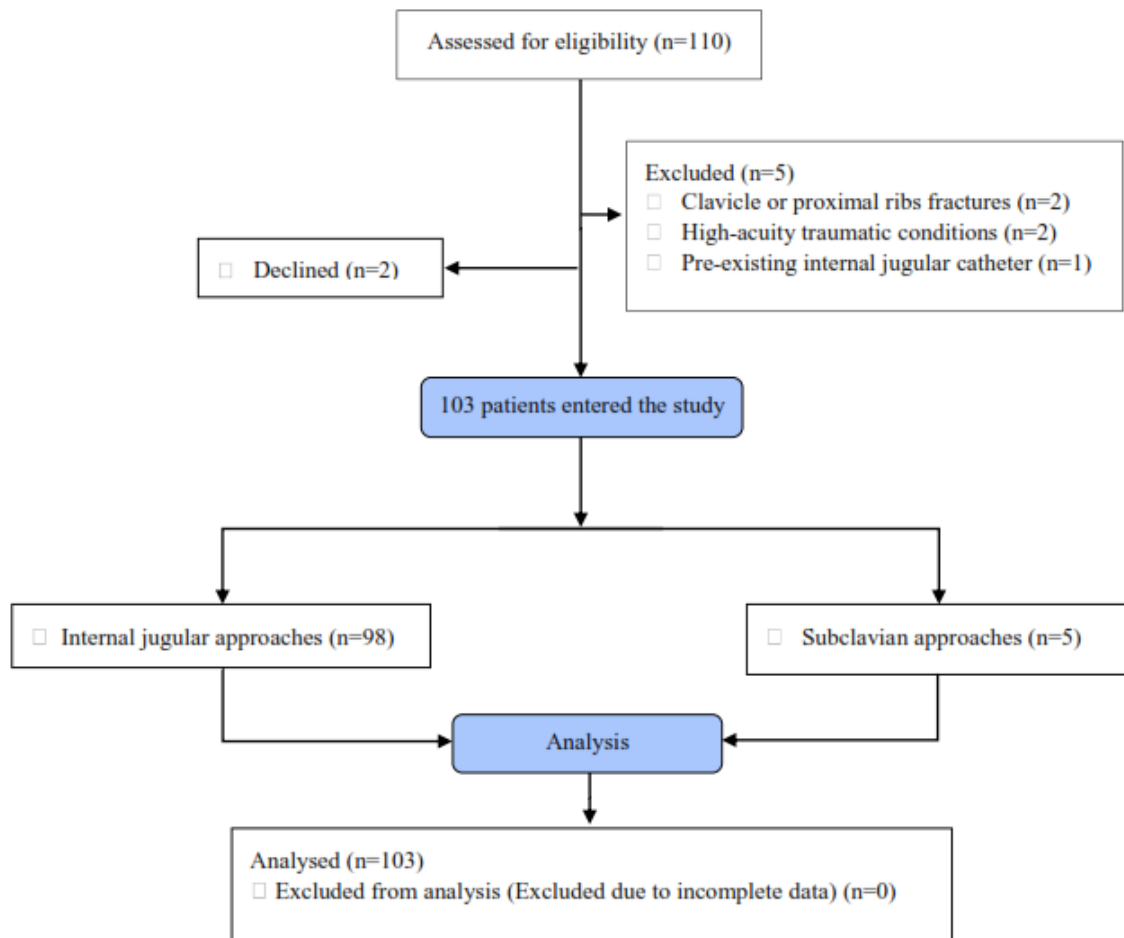 Assessed for eligibility (n=110)
Excluded (n=5)
Clavicle or proximal ribs fractures (n=2)
High-acuity traumatic conditions (n=2)
Pre-existing internal jugular catheter (n=1)
Declined (n=2)
103 patients entered the study
Internal jugular approaches (n=98)
Subclavian approaches (n=5)
Analysis
Analysed (n=103)
Excluded from analysis (Excluded due to incomplete data) (n=0)